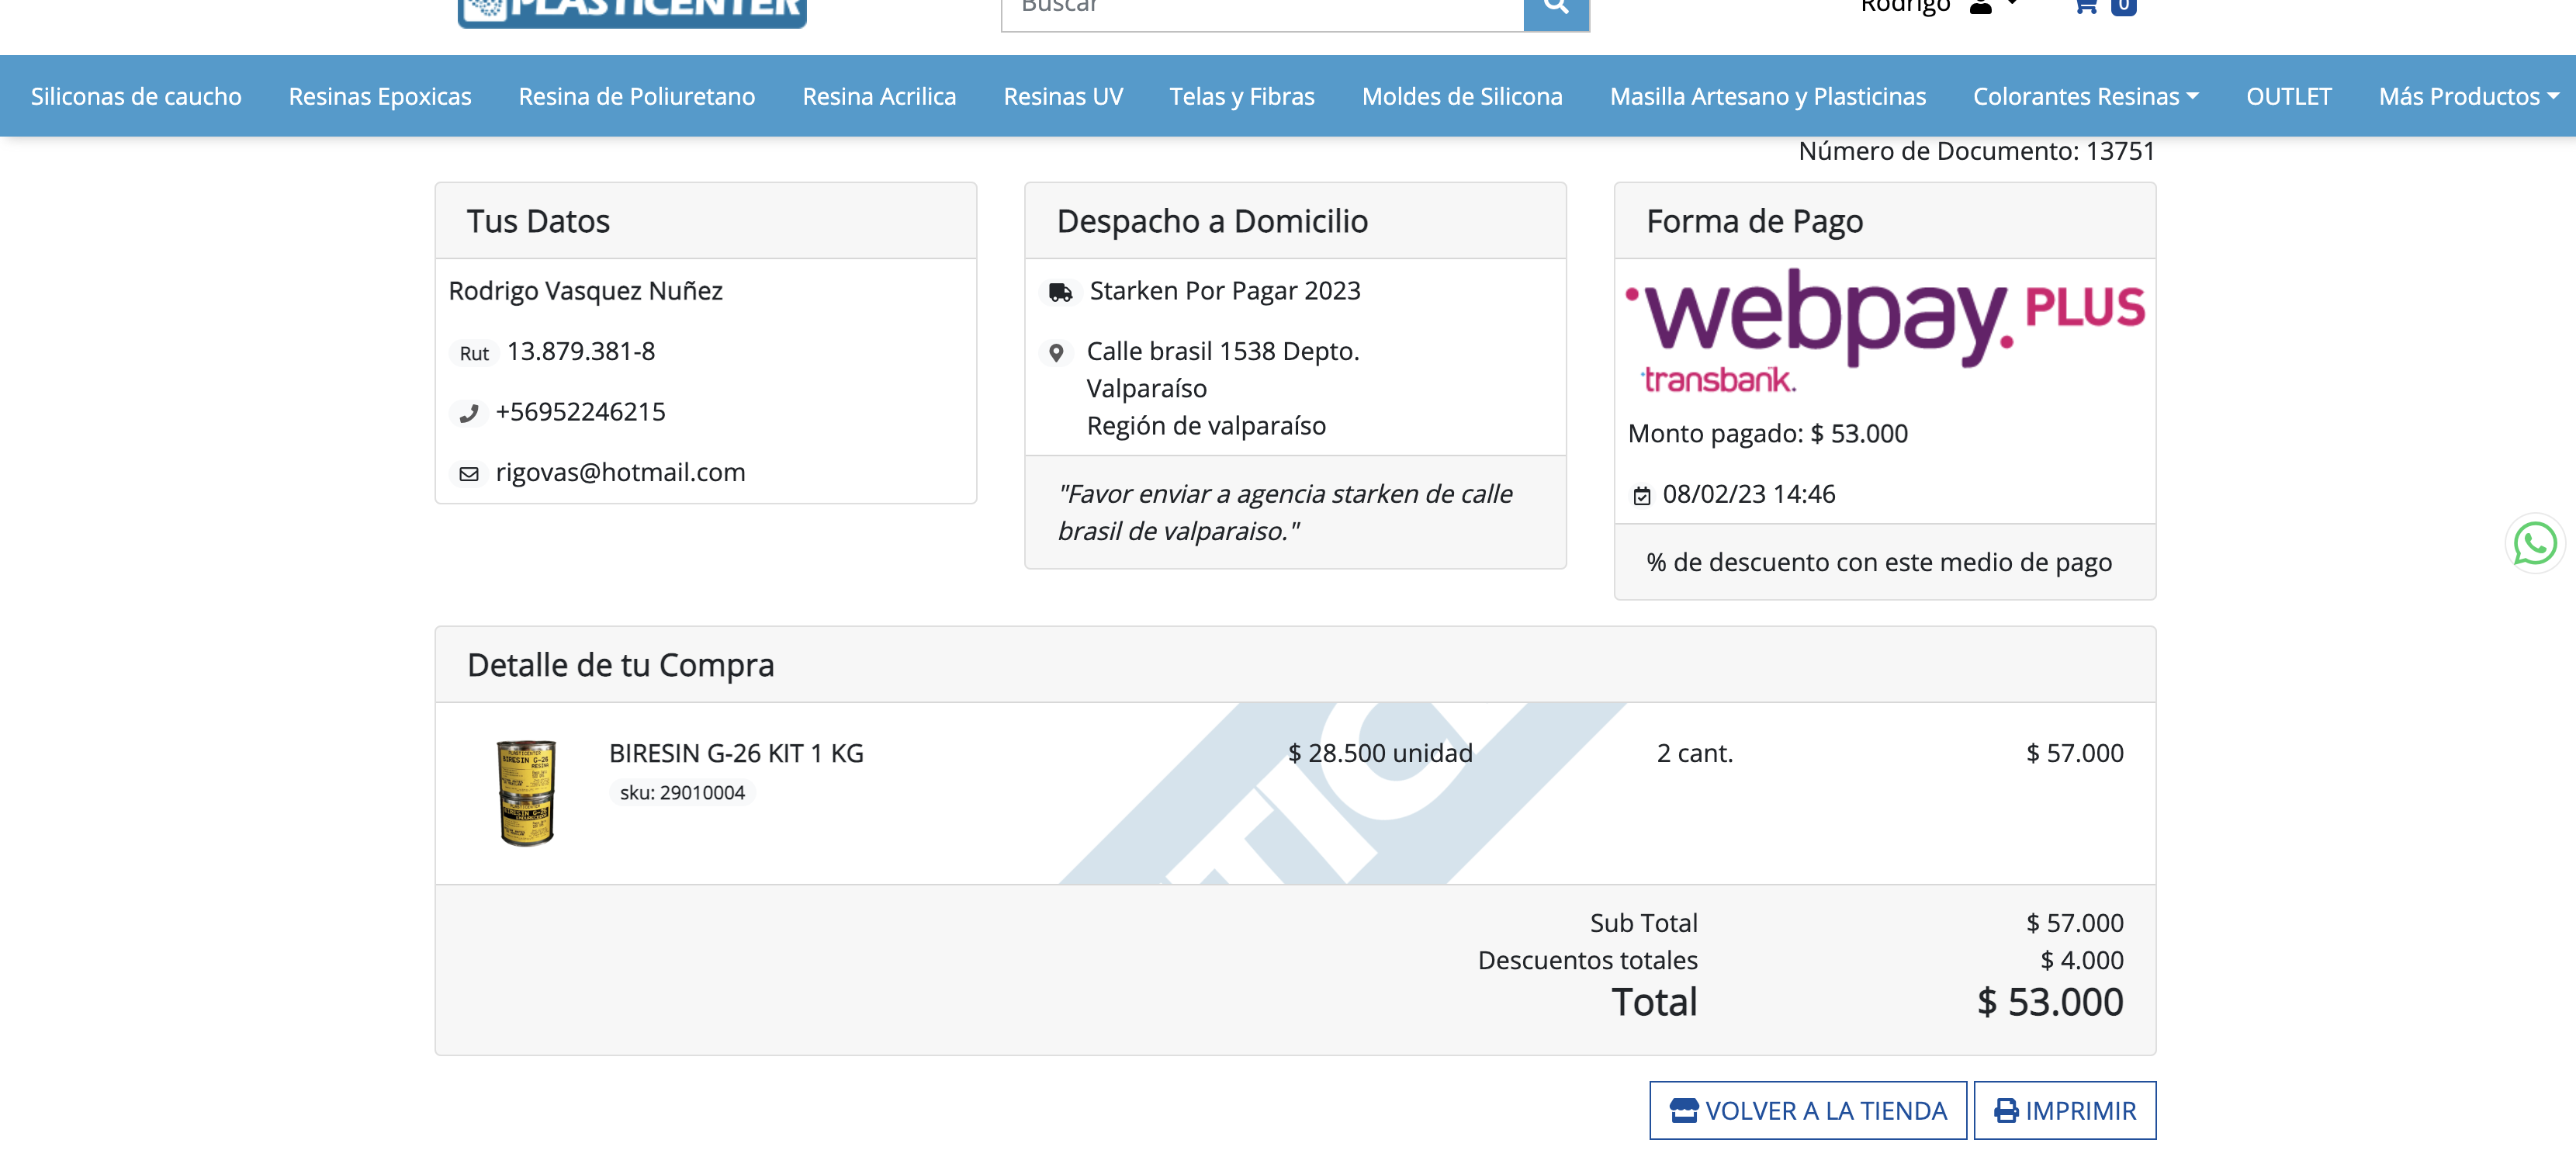 PLASTICENTER
Buscar
Rodrigo
0
Siliconas de caucho
Resinas Epoxicas
Resina de Poliuretano
Resina Acrilica
Resinas UV
Telas y Fibras
Moldes de Silicona
Masilla Artesano y Plasticinas
Colorantes Resinas
OUTLET
Más Productos
Número de Documento: 13751
Tus Datos
Rodrigo Vasquez Nuñez
Rut 13.879.381-8
+56952246215
rigovas@hotmail.com
Despacho a Domicilio
Starken Por Pagar 2023
Calle brasil 1538 Depto.
Valparaíso
Región de valparaíso
"Favor enviar a agencia starken de calle
brasil de valparaiso."
Forma de Pago
webpay. PLUS
transbank.
Monto pagado: $ 53.000
08/02/23 14:46
% de descuento con este medio de pago
Detalle de tu Compra
BIRESIN G-26
RESINA
BIRESIN G-26
BIRESIN G-26 KIT 1 KG
sku: 29010004
$ 28.500 unidad
2 cant.
$ 57.000
TIC
Sub Total
$ 57.000
Descuentos totales
$ 4.000
Total
$ 53.000
VOLVER A LA TIENDA
IMPRIMIR